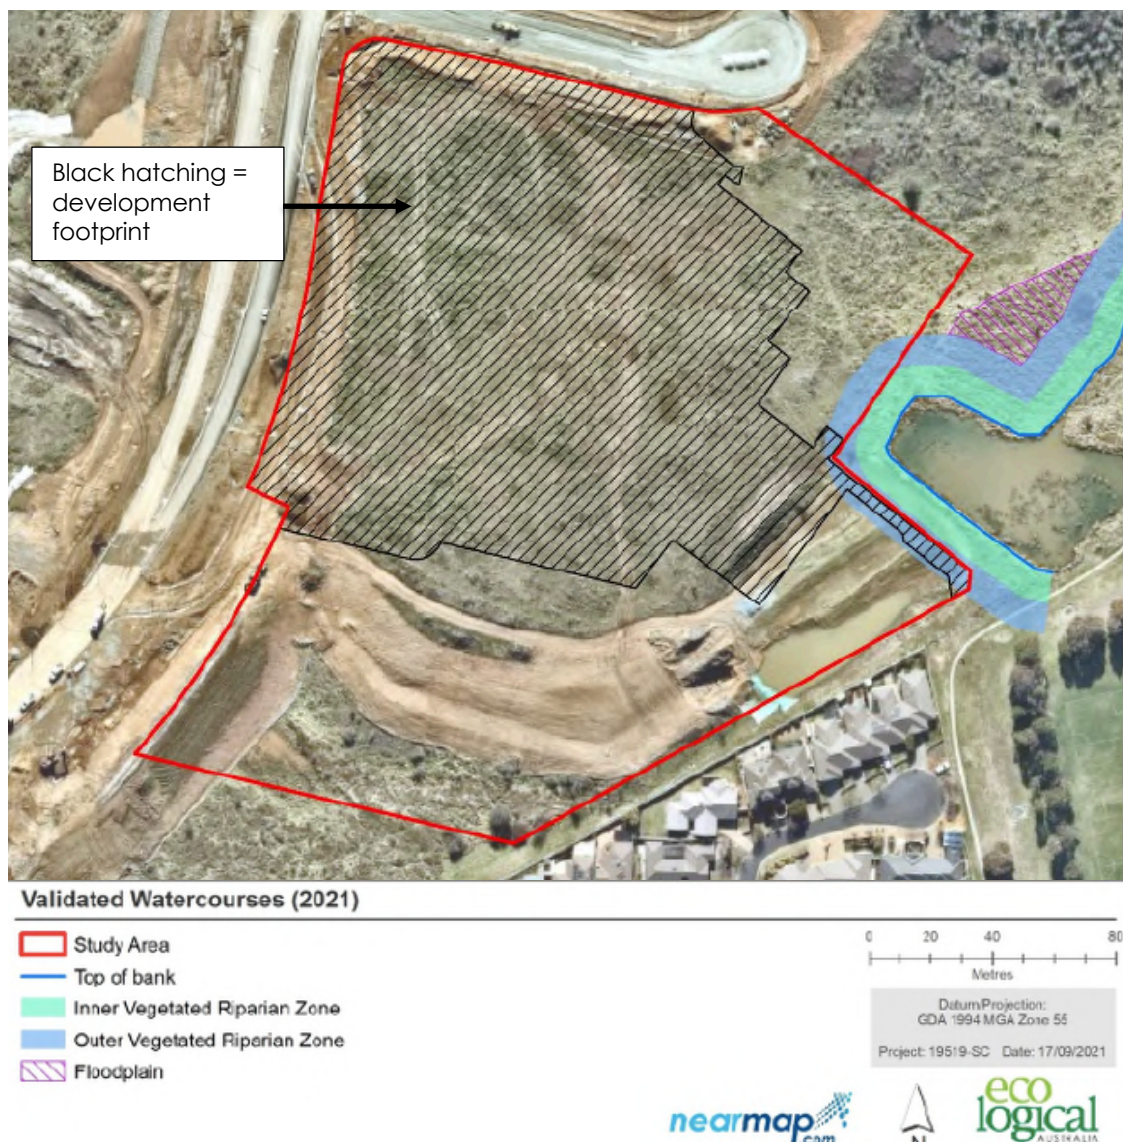 Black hatching =
development
footprint
Validated Watercourses (2021)
Study Area
Top of bank
Inner Vegetated Riparian Zone
Outer Vegetated Riparian Zone
Floodplain
0 20 40 80
Metres
Datum/Projection:
GDA 1994 MGA Zone 55
Project: 19519-SC Date: 17/09/2021
nearmap
.com
N
eco
logical
AUSTRALIA